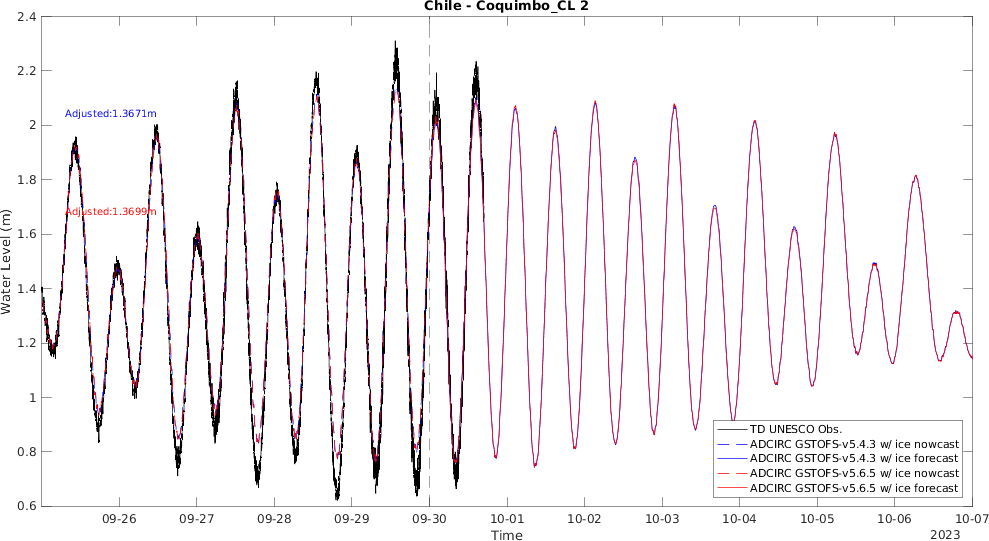 Chile - Coquimbo_CL 2
2.4
2.2
2
1.8
1.6
1.4
1.2
1
0.8
0.6
Water Level (m)
Adjusted:1.3671m
Adjusted:1.3699m
TD UNESCO Obs.
ADCIRC GSTOFS-v5.4.3 w/ ice nowcast
ADCIRC GSTOFS-v5.4.3 w/ ice forecast
ADCIRC GSTOFS-v5.6.5 w/ ice nowcast
ADCIRC GSTOFS-v5.6.5 w/ ice forecast
09-26 09-27 09-28 09-29 09-30 10-01 10-02 10-03 10-04 10-05 10-06 10-07
Time
2023